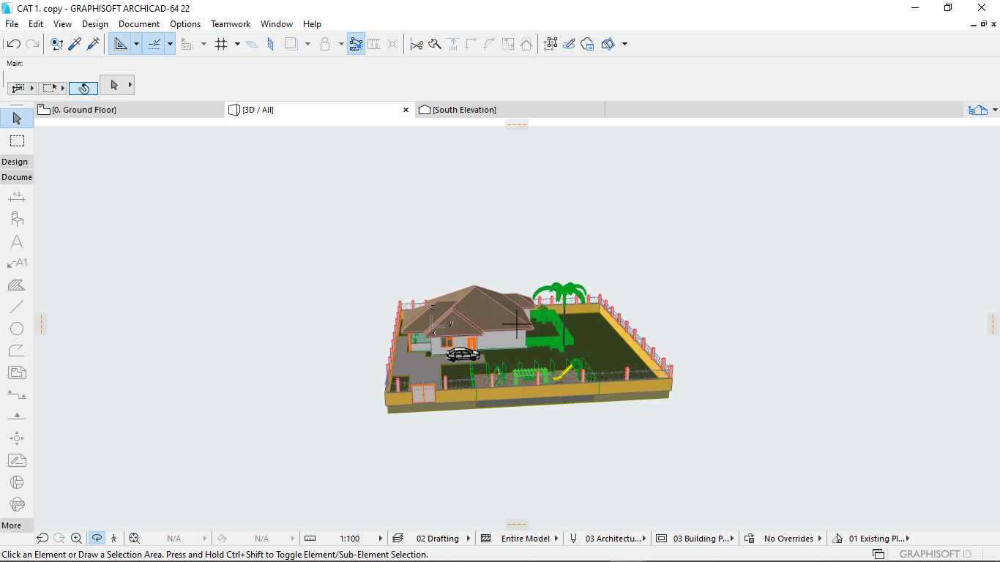 CAT 1. copy - GRAPHISOFT ARCHICAD-64 22
File Edit View Design Document Options Teamwork Window Help
Main:
[0. Ground Floor] [3D / All] [South Elevation]
Design
Docume
1.2
A
A1
More
z
y
x
N/A N/A 1:100 02 Drafting Entire Model 03 Architectu... 03 Building P... No Overrides 01 Existing Pl...
Click an Element or Draw a Selection Area. Press and Hold Ctrl+Shift to Toggle Element/Sub-Element Selection. GRAPHISOFT ID